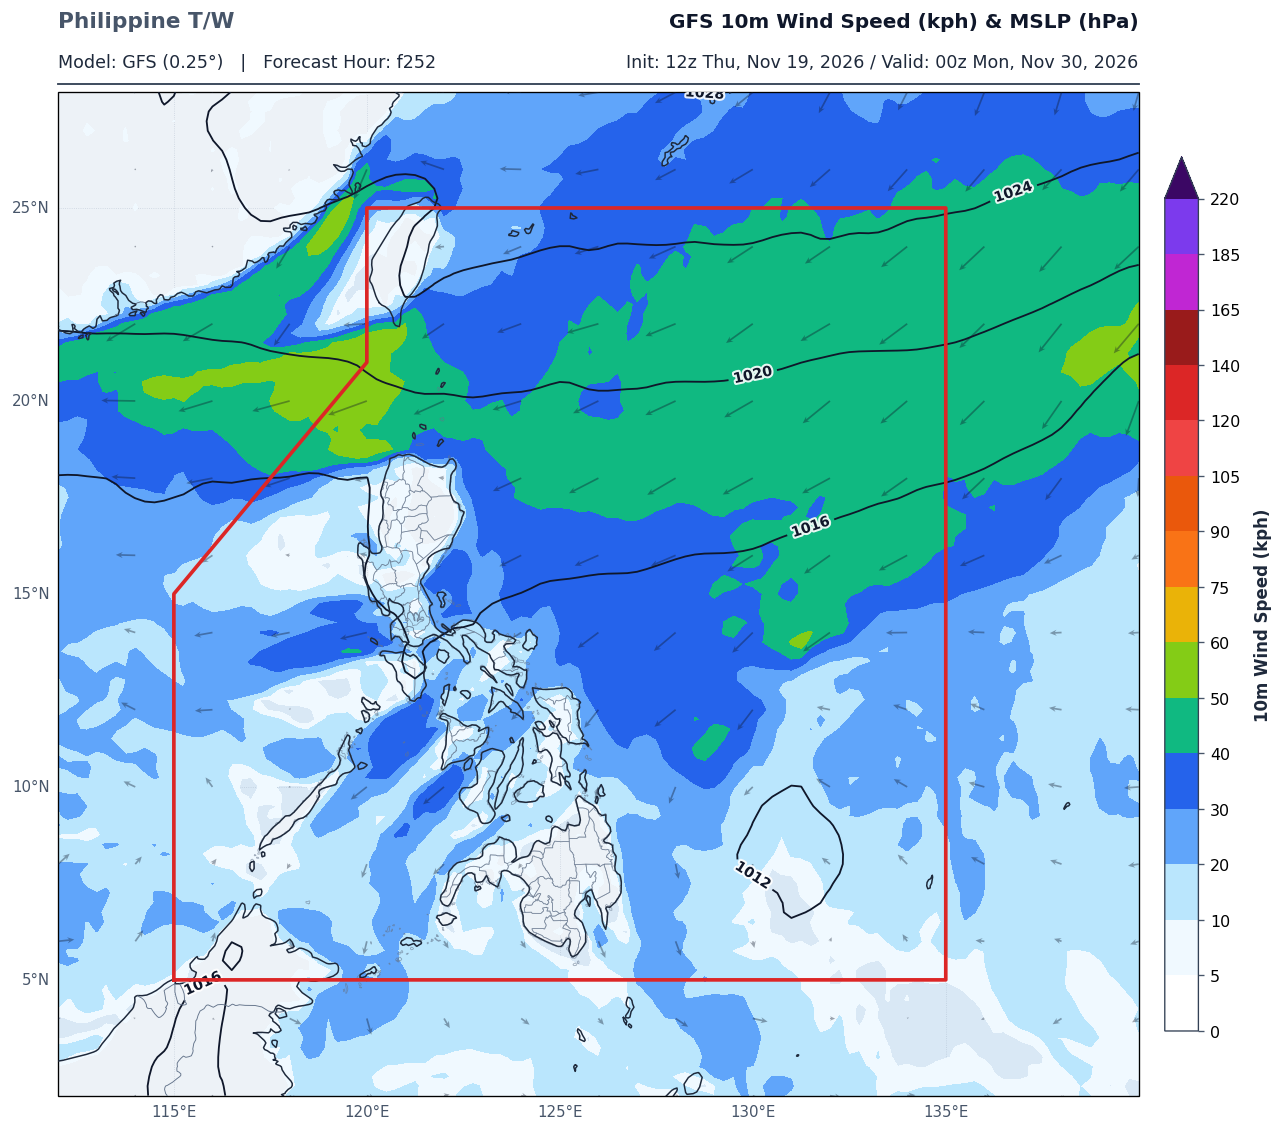 Philippine T/W
GFS 10m Wind Speed (kph) & MSLP (hPa)
Model: GFS (0.25°) | Forecast Hour: f252
Init: 12z Thu, Nov 19, 2026 / Valid: 00z Mon, Nov 30, 2026
1028
1024
1020
1016
1012
1016
25°N
20°N
15°N
10°N
5°N
115°E
120°E
125°E
130°E
135°E
220
185
165
140
120
105
90
75
60
50
40
30
20
10
5
0
10m Wind Speed (kph)